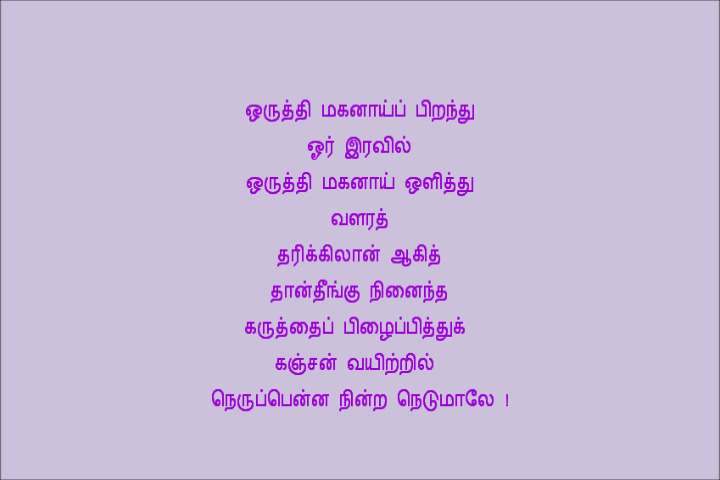 ஒருத்தி மகனாய்ப் பிறந்து
ஓர் இரவில்
ஒருத்தி மகனாய் ஒளித்து
வளரத்
தரிக்கிலான் ஆகித்
தான்தீங்கு நினைந்த
கருத்தைப் பிழைப்பித்துக்
கஞ்சன் வயிற்றில்
நெருப்பென்ன நின்ற நெடுமாலே !